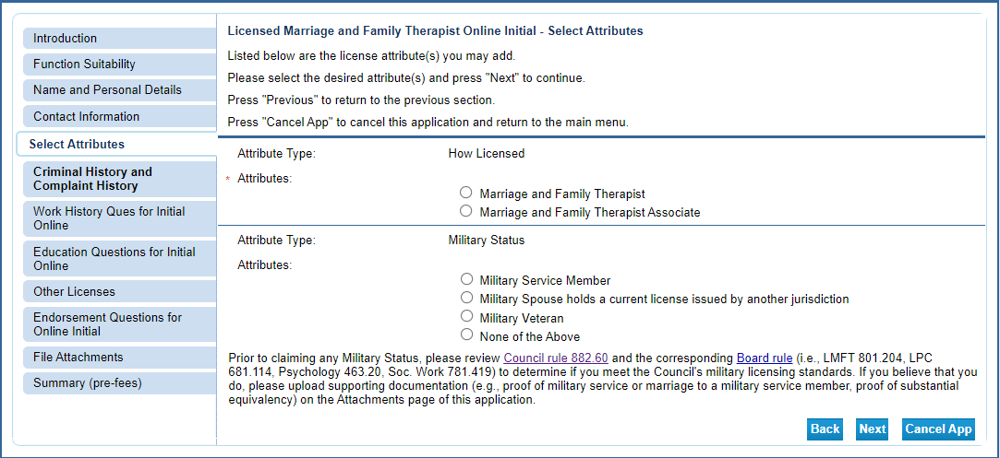 Introduction
Function Suitability
Name and Personal Details
Contact Information
Select Attributes
Criminal History and
Complaint History
Work History Ques for Initial
Online
Education Questions for Initial
Online
Other Licenses
Endorsement Questions for
Online Initial
File Attachments
Summary (pre-fees)
Licensed Marriage and Family Therapist Online Initial - Select Attributes
Listed below are the license attribute(s) you may add.
Please select the desired attribute(s) and press "Next" to continue.
Press "Previous" to return to the previous section.
Press "Cancel App" to cancel this application and return to the main menu.
Attribute Type: How Licensed
* Attributes:
Marriage and Family Therapist
Marriage and Family Therapist Associate
Attribute Type: Military Status
Attributes:
Military Service Member
Military Spouse holds a current license issued by another jurisdiction
Military Veteran
None of the Above
Prior to claiming any Military Status, please review Council rule 882.60 and the corresponding Board rule (i.e., LMFT 801.204, LPC
681.114, Psychology 463.20, Soc. Work 781.419) to determine if you meet the Council's military licensing standards. If you believe that you
do, please upload supporting documentation (e.g., proof of military service or marriage to a military service member, proof of substantial
equivalency) on the Attachments page of this application.
Back Next Cancel App